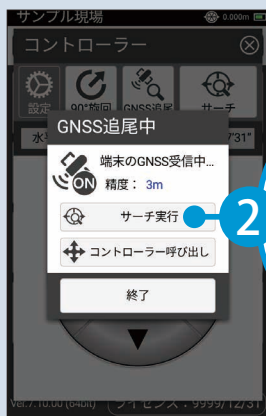 サンプル現場 0.000m
コントローラー
設定 90°旋回 GNSS追尾 サーチ
水平 7'31"
GNSS追尾中
端末のGNSS受信中...
ON 精度： 3m
サーチ実行 2
コントローラー呼び出し
終了
Ver.7.10.00 (64bit) ライセンス：9999/12/31